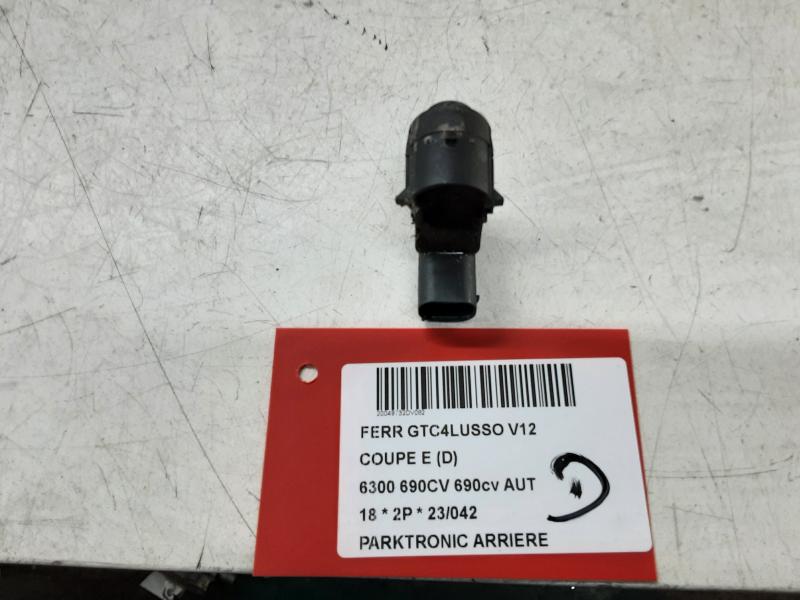 FERR GTC4LUSSO V12
COUPE E (D)
6300 690CV 690cv AUT
18 * 2P * 23/042
PARKTRONIC ARRIERE
D